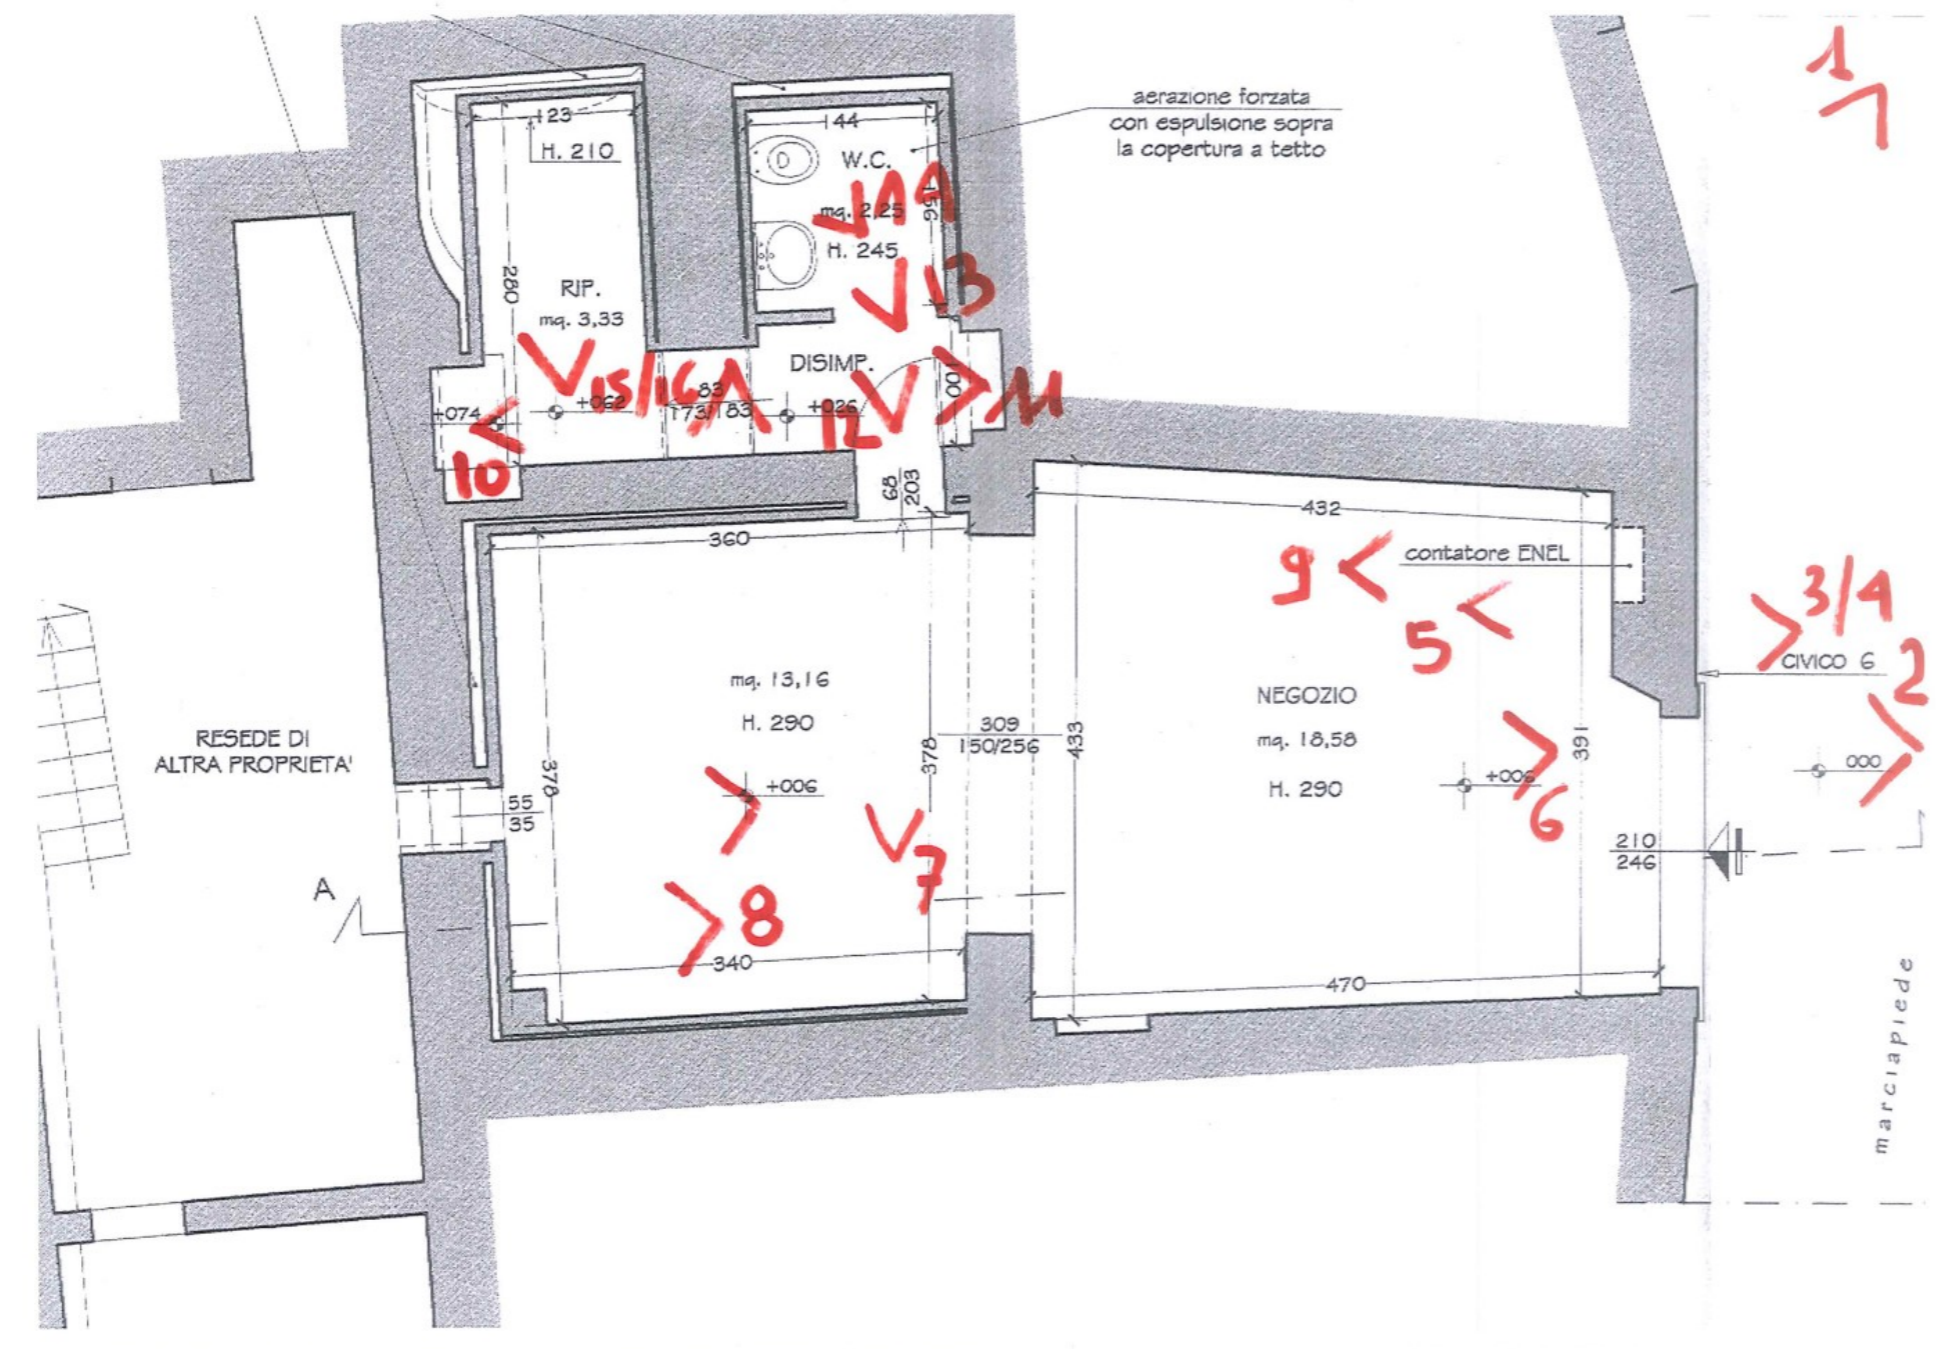 1
aerazione forzata
con espulsione sopra
la copertura a tetto
123
H. 210
144
W.C.
14
mq. 2,25
156
H. 245
13
280
RIP.
mq. 3,33
DISIMP.
100
11
15/16
83
173/183
+074
+062
+026
12
10
68
203
432
360
9
contatore ENEL
5
3/4
CIVICO 6
2
mq. 13,16
H. 290
309
150/256
433
NEGOZIO
mq. 18,58
H. 290
391
RESEDE DI
ALTRA PROPRIETA'
378
378
+006
+006
000
55
35
6
7
210
246
A
8
340
470
marciapiede